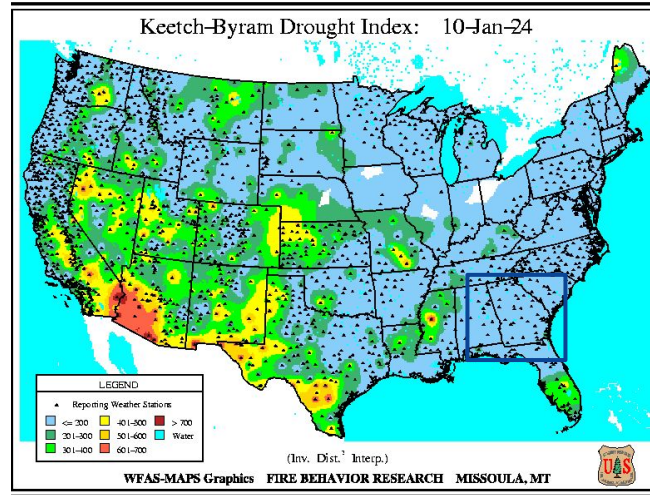 Keetch-Byram Drought Index: 10-Jan-24
LEGEND
Reporting Weather Stations
<= 200 401-500 > 700
201-300 501-600 Water
301-400 601-700
(Inv. Dist.² Interp.)
WFAS-MAPS Graphics FIRE BEHAVIOR RESEARCH MISSOULA, MT